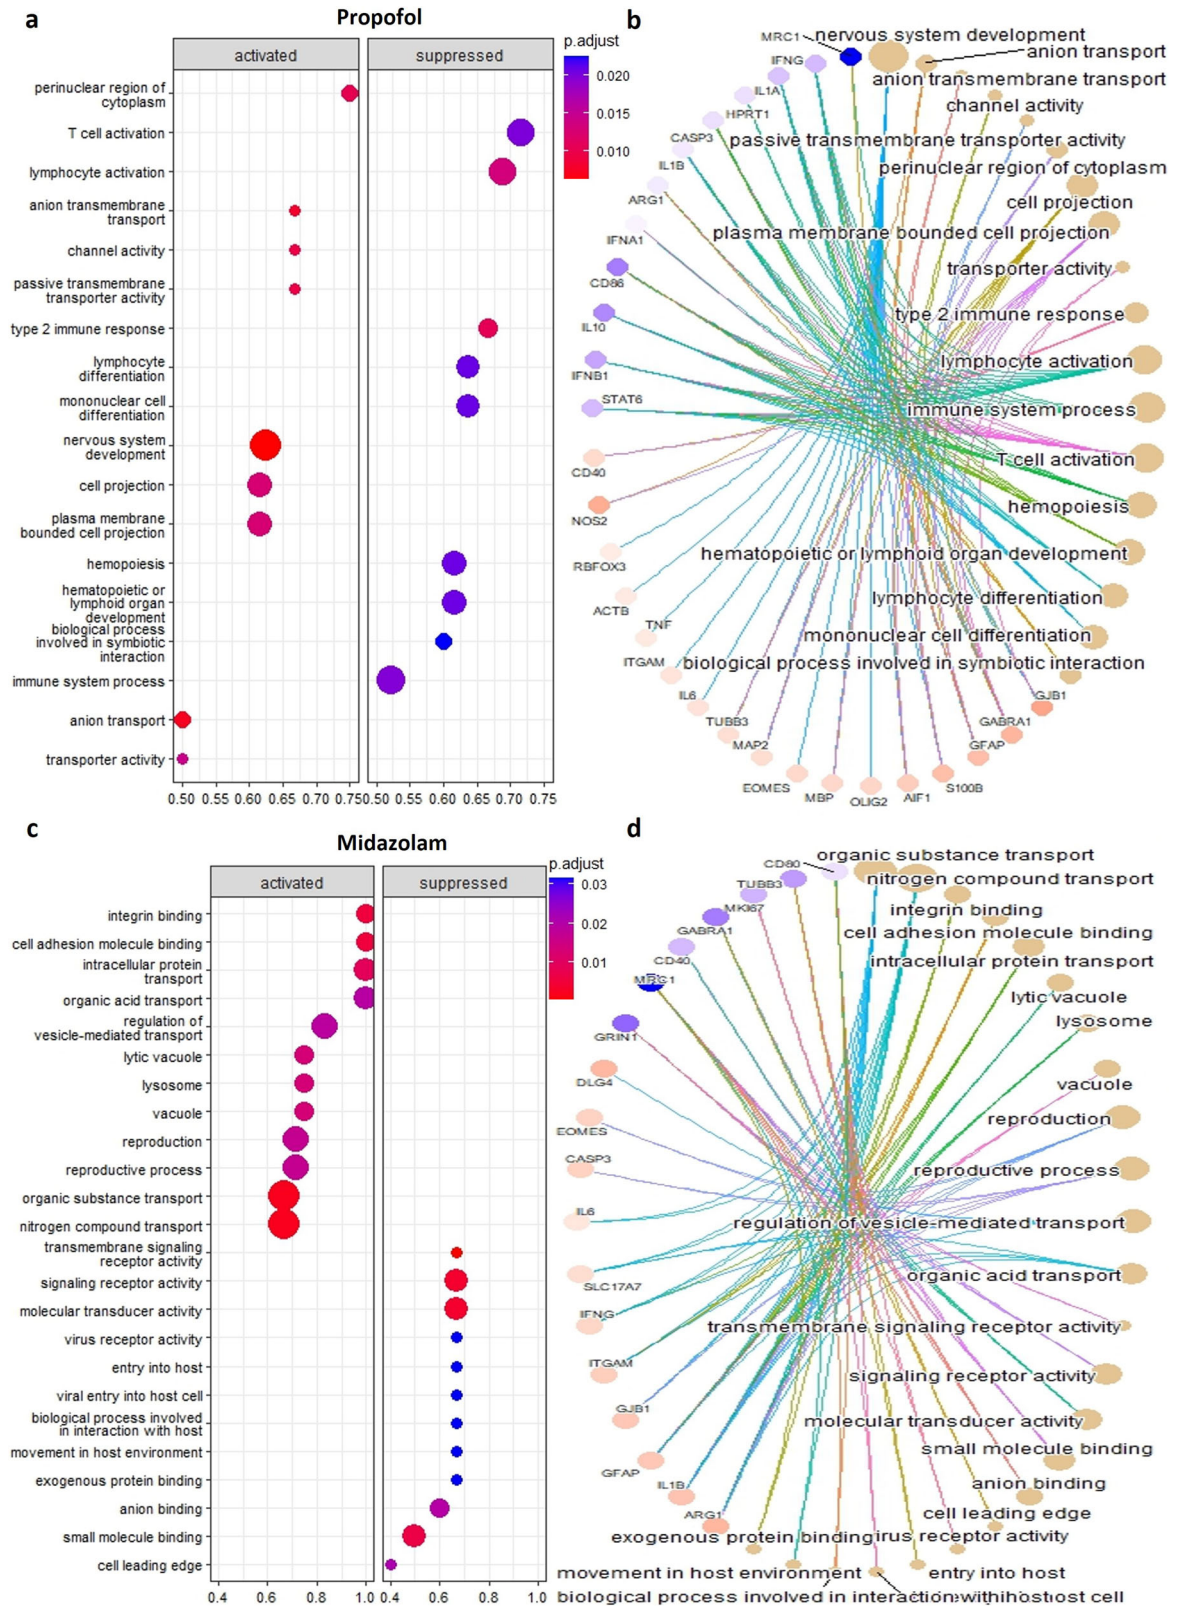 a
Propofol
activated
suppressed
p.adjust
0.020
0.015
0.010
perinuclear region of
cytoplasm
T cell activation
lymphocyte activation
anion transmembrane
transport
channel activity
passive transmembrane
transporter activity
type 2 immune response
lymphocyte
differentiation
mononuclear cell
differentiation
nervous system
development
cell projection
plasma membrane
bounded cell projection
hemopoiesis
hematopoietic or
lymphoid organ
development
biological process
involved in symbiotic
interaction
immune system process
anion transport
transporter activity
0.50 0.55 0.60 0.65 0.70 0.75
0.50 0.55 0.60 0.65 0.70 0.75
b
MRC1
nervous system development
anion transport
IFNG
anion transmembrane transport
IL1A
channel activity
HPRT1
passive transmembrane transporter activity
CASP3
perinuclear region of cytoplasm
IL1B
cell projection
ARG1
plasma membrane bounded cell projection
IFNA1
transporter activity
CD86
type 2 immune response
IL10
lymphocyte activation
IFNB1
immune system process
STAT6
T cell activation
CD40
hemopoiesis
NOS2
hematopoietic or lymphoid organ development
RBFOX3
lymphocyte differentiation
ACTB
TNF
mononuclear cell differentiation
ITGAM
biological process involved in symbiotic interaction
IL6
GJB1
TUBB3
GABRA1
MAP2
GFAP
EOMES
S100B
MBP
AIF1
OLIG2
c
Midazolam
activated
suppressed
p.adjust
0.03
0.02
0.01
integrin binding
cell adhesion molecule binding
intracellular protein
transport
organic acid transport
regulation of
vesicle-mediated transport
lytic vacuole
lysosome
vacuole
reproduction
reproductive process
organic substance transport
nitrogen compound transport
transmembrane signaling
receptor activity
signaling receptor activity
molecular transducer activity
virus receptor activity
entry into host
viral entry into host cell
biological process involved
in interaction with host
movement in host environment
exogenous protein binding
anion binding
small molecule binding
cell leading edge
0.4 0.6 0.8 1.0
0.4 0.6 0.8 1.0
d
CD80
organic substance transport
TUBB3
nitrogen compound transport
MKI67
integrin binding
GABRA1
cell adhesion molecule binding
CD40
intracellular protein transport
MRC1
lytic vacuole
lysosome
GRIN1
vacuole
DLG4
reproduction
EOMES
CASP3
reproductive process
IL6
regulation of vesicle-mediated transport
SLC17A7
organic acid transport
IFNG
transmembrane signaling receptor activity
ITGAM
signaling receptor activity
GJB1
molecular transducer activity
small molecule binding
GFAP
anion binding
IL1B
cell leading edge
ARG1
exogenous protein binding
receptor activity
movement in host environment
entry into host
biological process involved in interaction
cell